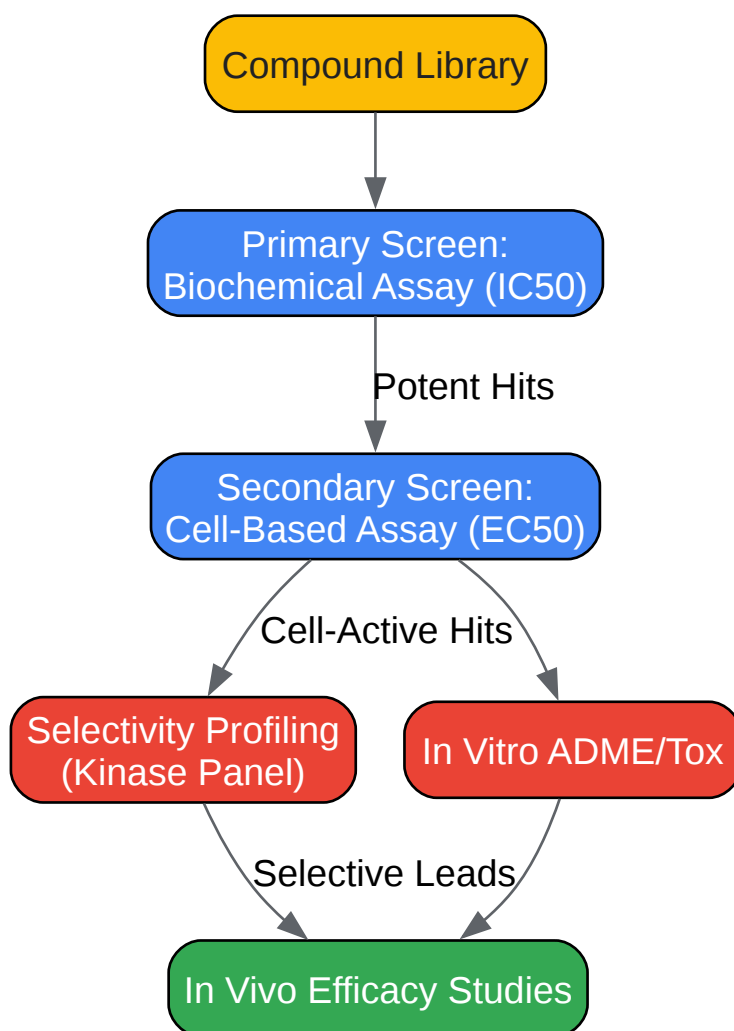 Compound Library
Primary Screen:
Biochemical Assay (IC50)
Potent Hits
Secondary Screen:
Cell-Based Assay (EC50)
Cell-Active Hits
Selectivity Profiling
(Kinase Panel)
In Vitro ADME/Tox
Selective Leads
In Vivo Efficacy Studies